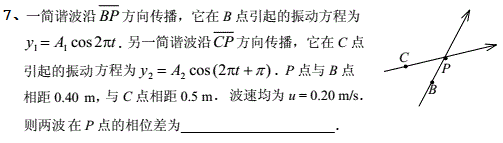 7、一简谐波沿 $\overline{BP}$ 方向传播，它在 B 点引起的振动方程为
$y_1 = A_1 \cos 2\pi t$．另一简谐波沿 $\overline{CP}$ 方向传播，它在 C 点
引起的振动方程为 $y_2 = A_2 \cos(2\pi t + \pi)$．P 点与 B 点
相距 0.40 m，与 C 点相距 0.5 m．波速均为 u = 0.20 m/s．
则两波在 P 点的相位差为____________________．
C
P
B